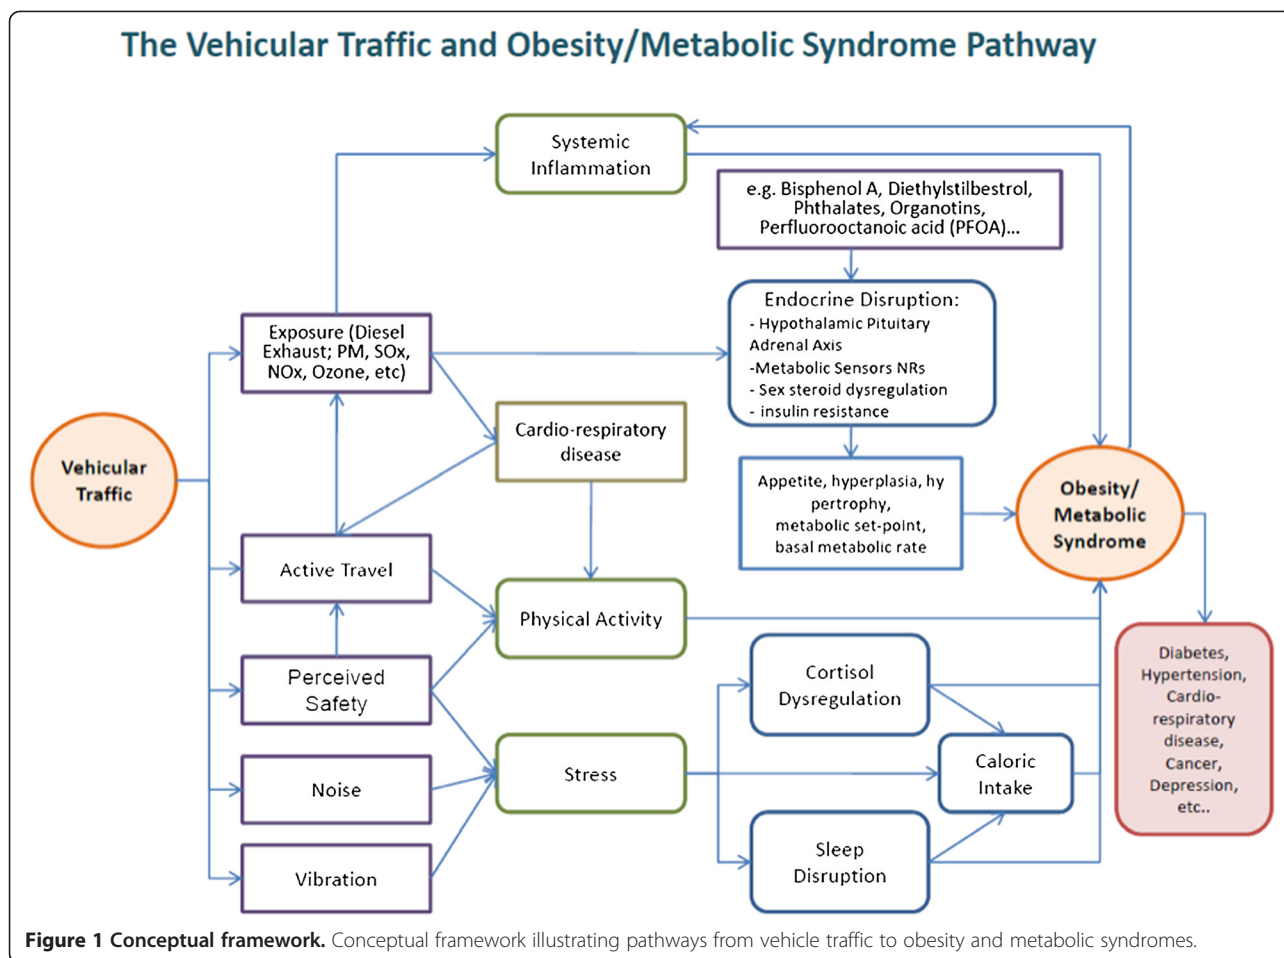 The Vehicular Traffic and Obesity/Metabolic Syndrome Pathway
Systemic
Inflammation
e.g. Bisphenol A, Diethylstilbestrol,
Phthalates, Organotins,
Perfluorooctanoic acid (PFOA)...
Endocrine Disruption:
- Hypothalamic Pituitary
Adrenal Axis
-Metabolic Sensors NRs
- Sex steroid dysregulation
- insulin resistance
Exposure (Diesel
Exhaust; PM, SOx,
NOx, Ozone, etc)
Cardio-respiratory
disease
Vehicular
Traffic
Appetite, hyperplasia, hy
pertrophy,
metabolic set-point,
basal metabolic rate
Obesity/
Metabolic
Syndrome
Active Travel
Physical Activity
Perceived
Safety
Cortisol
Dysregulation
Diabetes,
Hypertension,
Cardio-
respiratory
disease,
Cancer,
Depression,
etc..
Noise
Stress
Caloric
Intake
Vibration
Sleep
Disruption
Figure 1 Conceptual framework. Conceptual framework illustrating pathways from vehicle traffic to obesity and metabolic syndromes.